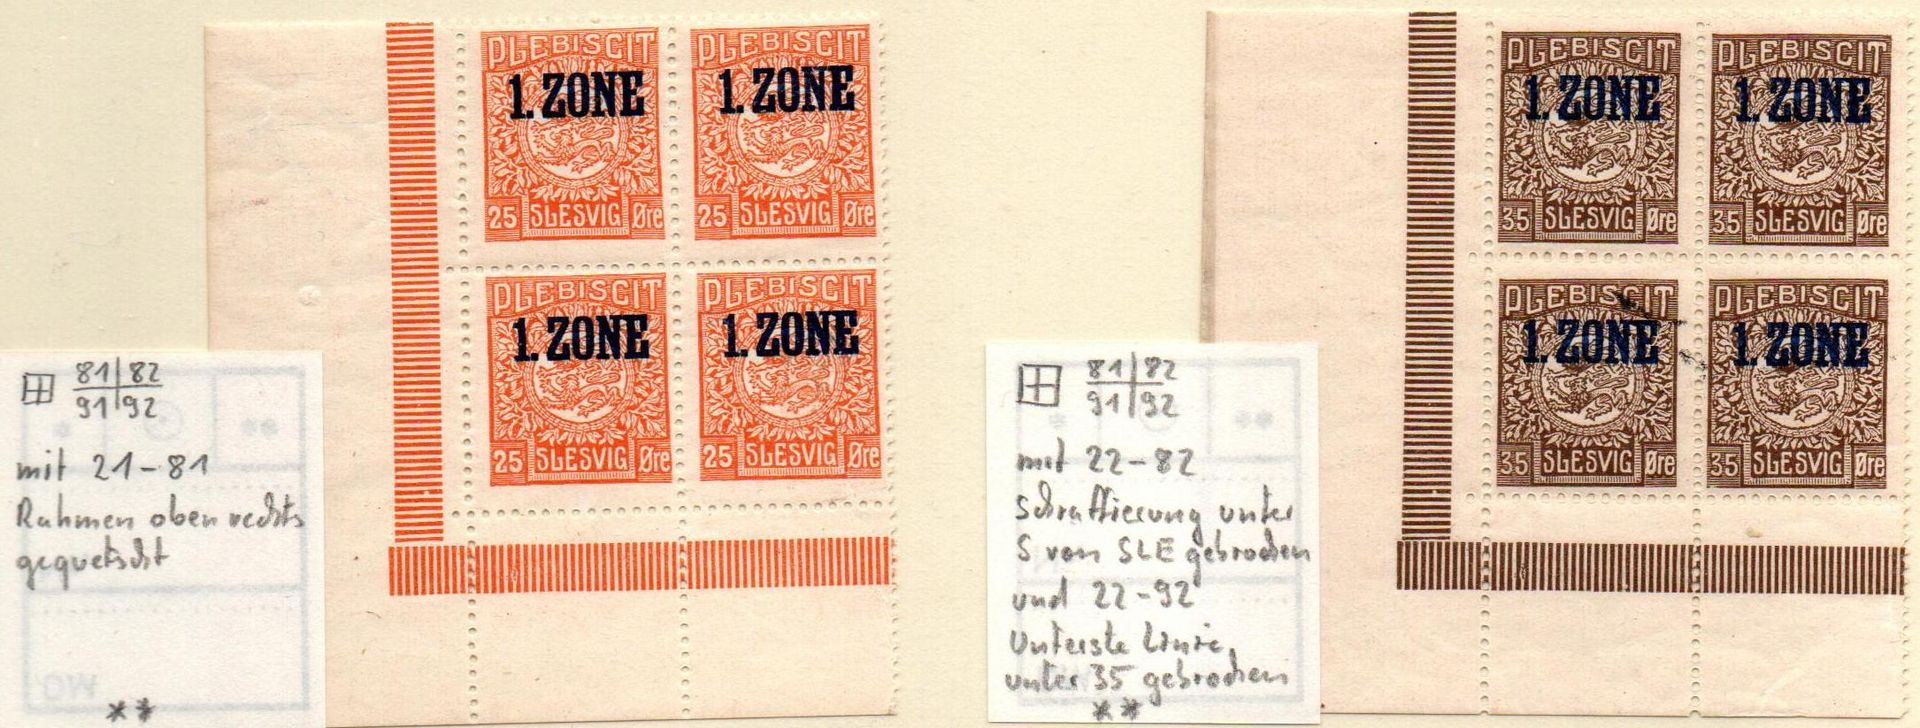 PLEBISCIT PLEBISCIT
1. ZONE 1. ZONE
25 SLESVIG Øre 25 SLESVIG Øre
PLEBISCIT PLEBISCIT
1. ZONE 1. ZONE
25 SLESVIG Øre 25 SLESVIG Øre
81 | 82
91 | 92
mit 21-81
Rahmen oben rechts
gequetscht
**
PLEBISCIT PLEBISCIT
1. ZONE 1. ZONE
35 SLESVIG Øre 35 SLESVIG Øre
PLEBISCIT PLEBISCIT
1. ZONE 1. ZONE
35 SLESVIG Øre 35 SLESVIG Øre
81 | 82
91 | 92
mit 22-82
Schraffierung unter
S von SLE gebrochen
und 22-92
Unterste Linie
unter 35 gebrochen
**